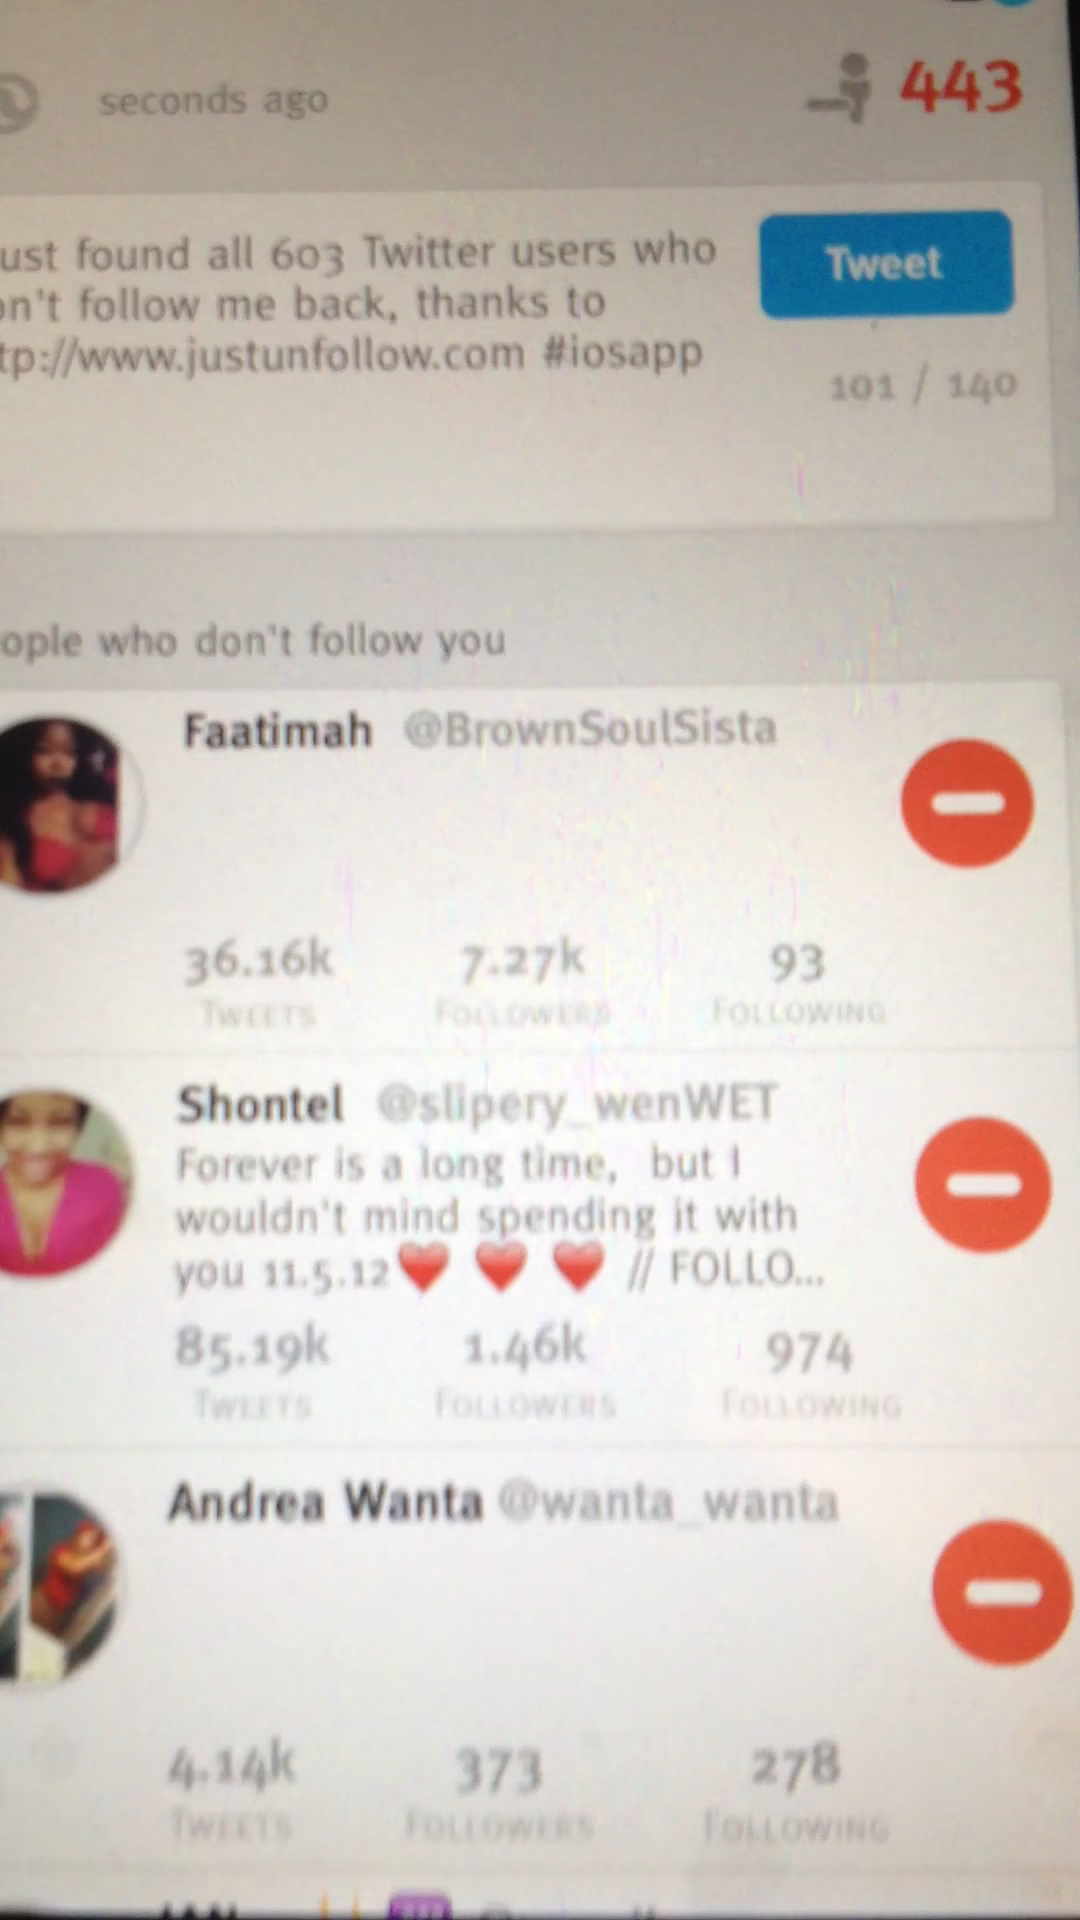 seconds ago
443
ust found all 603 Twitter users who
n't follow me back, thanks to
tp://www.justunfollow.com #iosapp
Tweet
101 / 140
ople who don't follow you
Faatimah @BrownSoulSista
36.16k 7.27k 93
TWEETS FOLLOWERS FOLLOWING
Shontel @slipery_wenWET
Forever is a long time, but I
wouldn't mind spending it with
you 11.5.12❤️ ❤️ ❤️ // FOLLO...
85.19k 1.46k 974
TWEETS FOLLOWERS FOLLOWING
Andrea Wanta @wanta_wanta
4.14k 373 278
TWEETS FOLLOWERS FOLLOWING